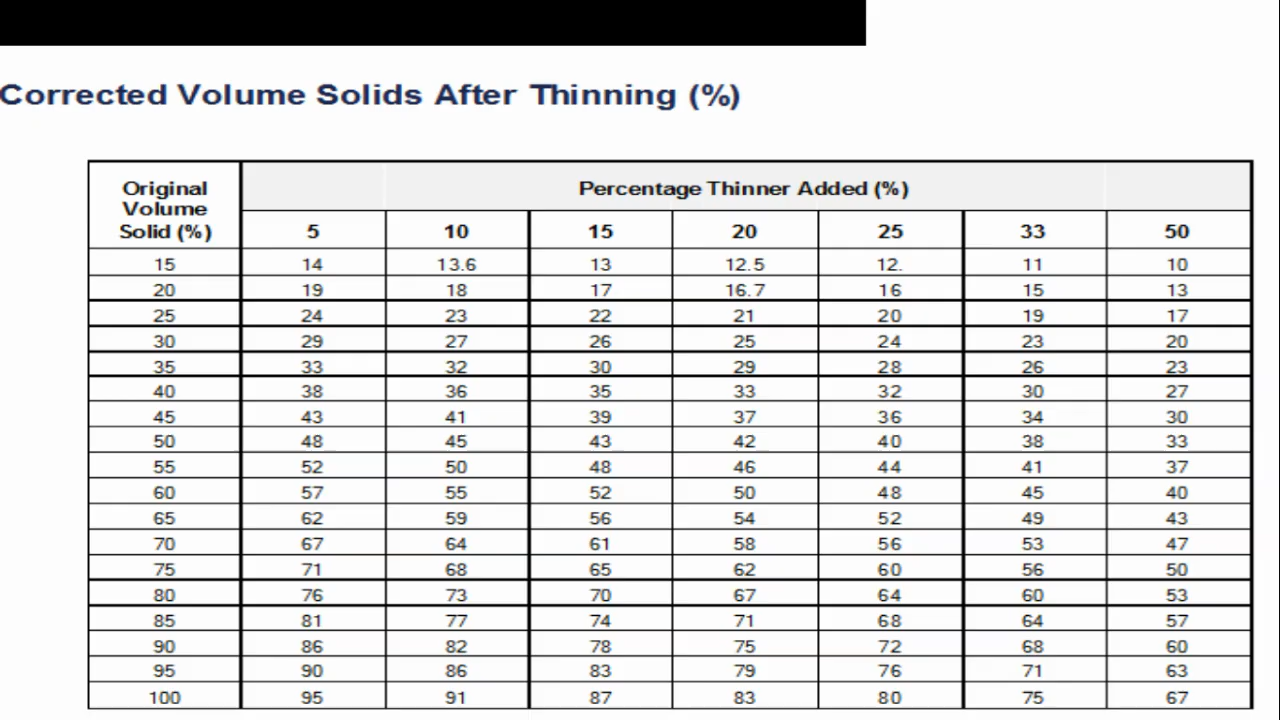 Corrected Volume Solids After Thinning (%)
Original Volume Solid (%)
Percentage Thinner Added (%)
5 10 15 20 25 33 50
15 14 13.6 13 12.5 12. 11 10
20 19 18 17 16.7 16 15 13
25 24 23 22 21 20 19 17
30 29 27 26 25 24 23 20
35 33 32 30 29 28 26 23
40 38 36 35 33 32 30 27
45 43 41 39 37 36 34 30
50 48 45 43 42 40 38 33
55 52 50 48 46 44 41 37
60 57 55 52 50 48 45 40
65 62 59 56 54 52 49 43
70 67 64 61 58 56 53 47
75 71 68 65 62 60 56 50
80 76 73 70 67 64 60 53
85 81 77 74 71 68 64 57
90 86 82 78 75 72 68 60
95 90 86 83 79 76 71 63
100 95 91 87 83 80 75 67